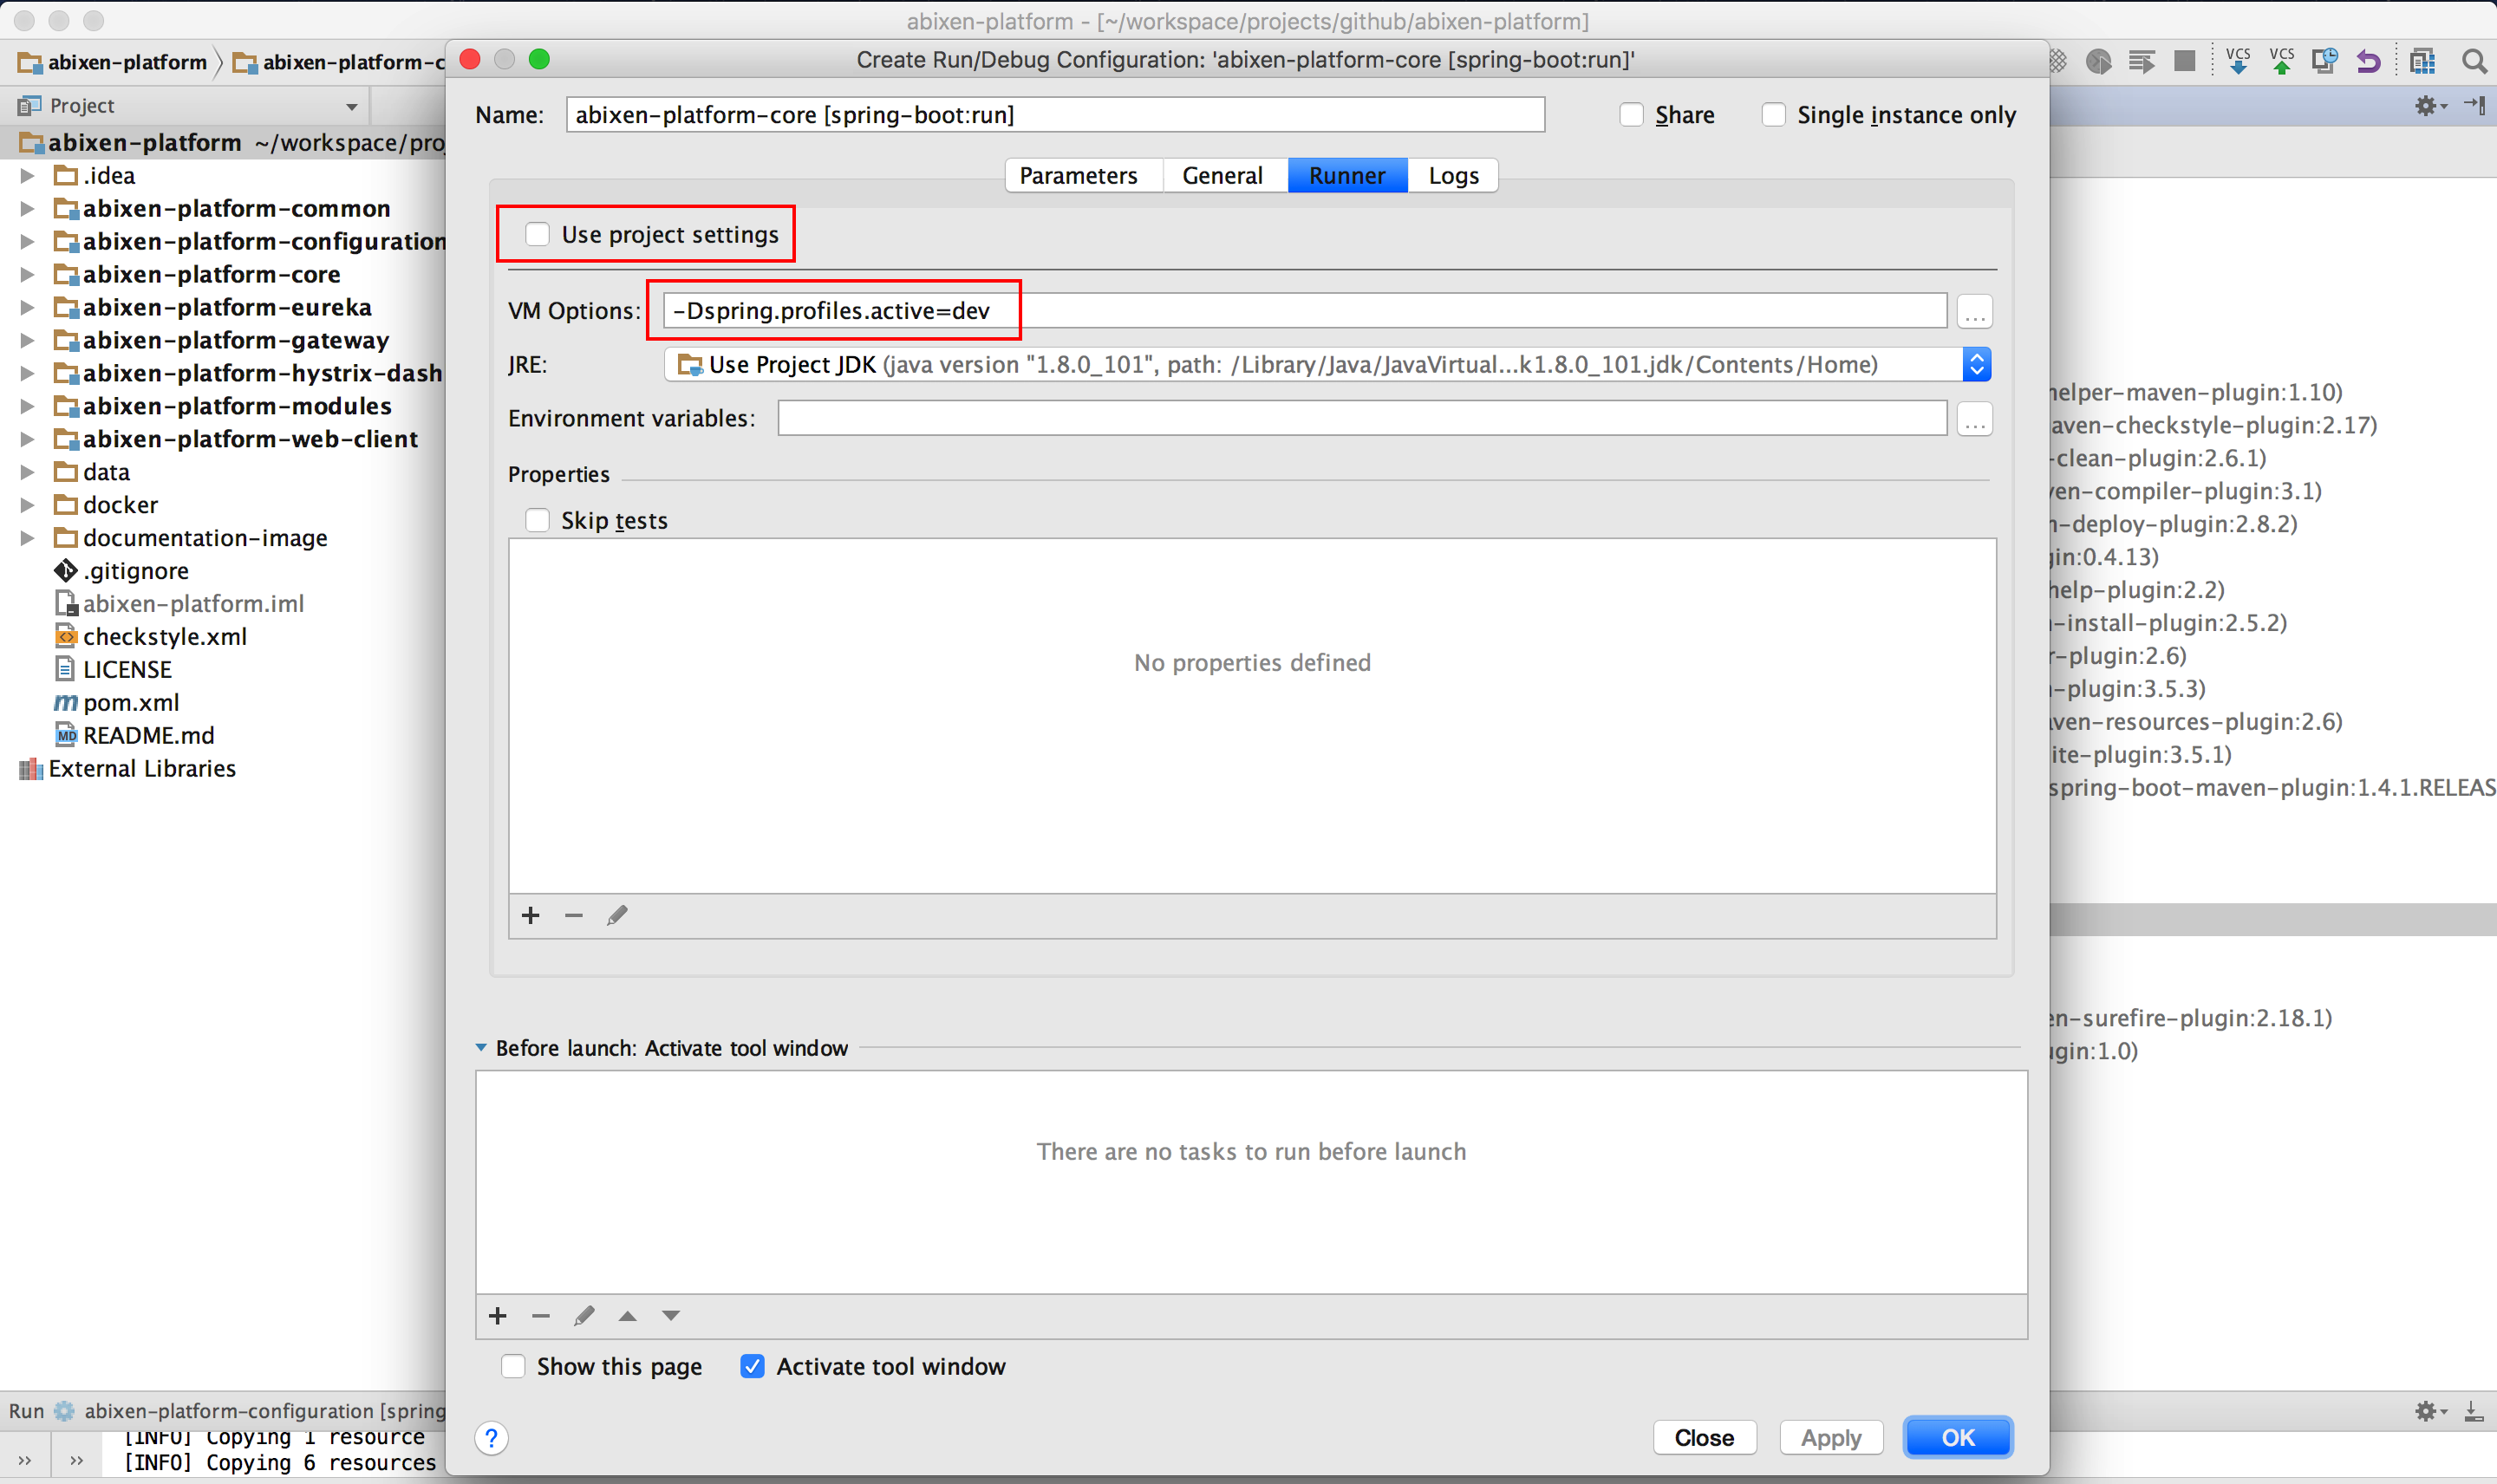 abixen-platform - [~/workspace/projects/github/abixen-platform]
abixen-platform
abixen-platform-c
VCS
VCS
Project
abixen-platform ~/workspace/pro
.idea
abixen-platform-common
abixen-platform-configuration
abixen-platform-core
abixen-platform-eureka
abixen-platform-gateway
abixen-platform-hystrix-dash
abixen-platform-modules
abixen-platform-web-client
data
docker
documentation-image
.gitignore
abixen-platform.iml
checkstyle.xml
LICENSE
pom.xml
MD README.md
External Libraries
Create Run/Debug Configuration: 'abixen-platform-core [spring-boot:run]'
Name: abixen-platform-core [spring-boot:run]
Share
Single instance only
Parameters
General
Runner
Logs
Use project settings
VM Options: -Dspring.profiles.active=dev
...
JRE: Use Project JDK (java version "1.8.0_101", path: /Library/Java/JavaVirtual...k1.8.0_101.jdk/Contents/Home)
Environment variables:
...
Properties
Skip tests
No properties defined
Before launch: Activate tool window
There are no tasks to run before launch
Show this page
Activate tool window
?
Close
Apply
OK
helper-maven-plugin:1.10)
aven-checkstyle-plugin:2.17)
-clean-plugin:2.6.1)
ven-compiler-plugin:3.1)
n-deploy-plugin:2.8.2)
gin:0.4.13)
help-plugin:2.2)
-install-plugin:2.5.2)
r-plugin:2.6)
-plugin:3.5.3)
aven-resources-plugin:2.6)
ite-plugin:3.5.1)
spring-boot-maven-plugin:1.4.1.RELEAS
en-surefire-plugin:2.18.1)
ugin:1.0)
Run abixen-platform-configuration [spring
[INFO] Copying 1 resource
[INFO] Copying 6 resources